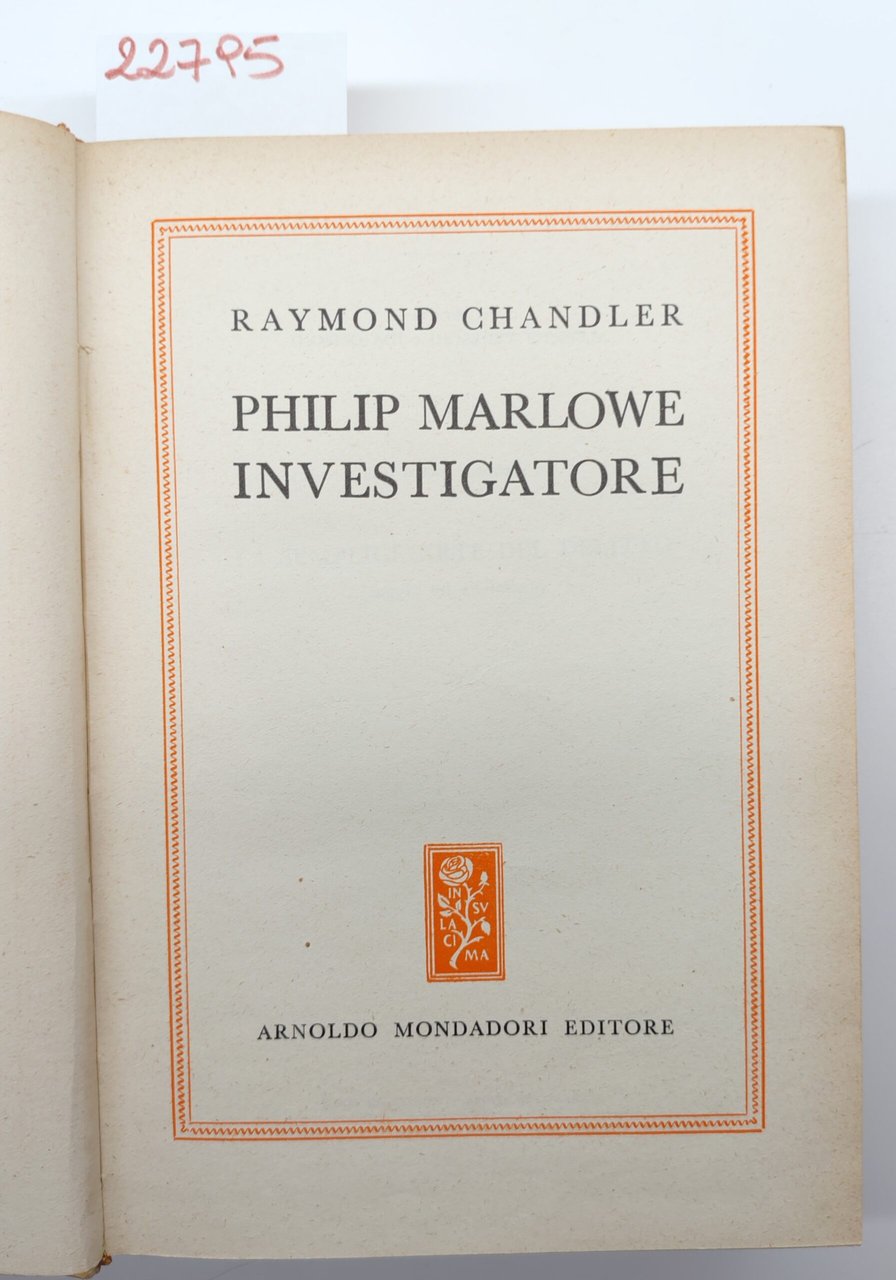 22795
RAYMOND CHANDLER
PHILIP MARLOWE
INVESTIGATORE
IN
SV
LA
CI
MA
ARNOLDO MONDADORI EDITORE